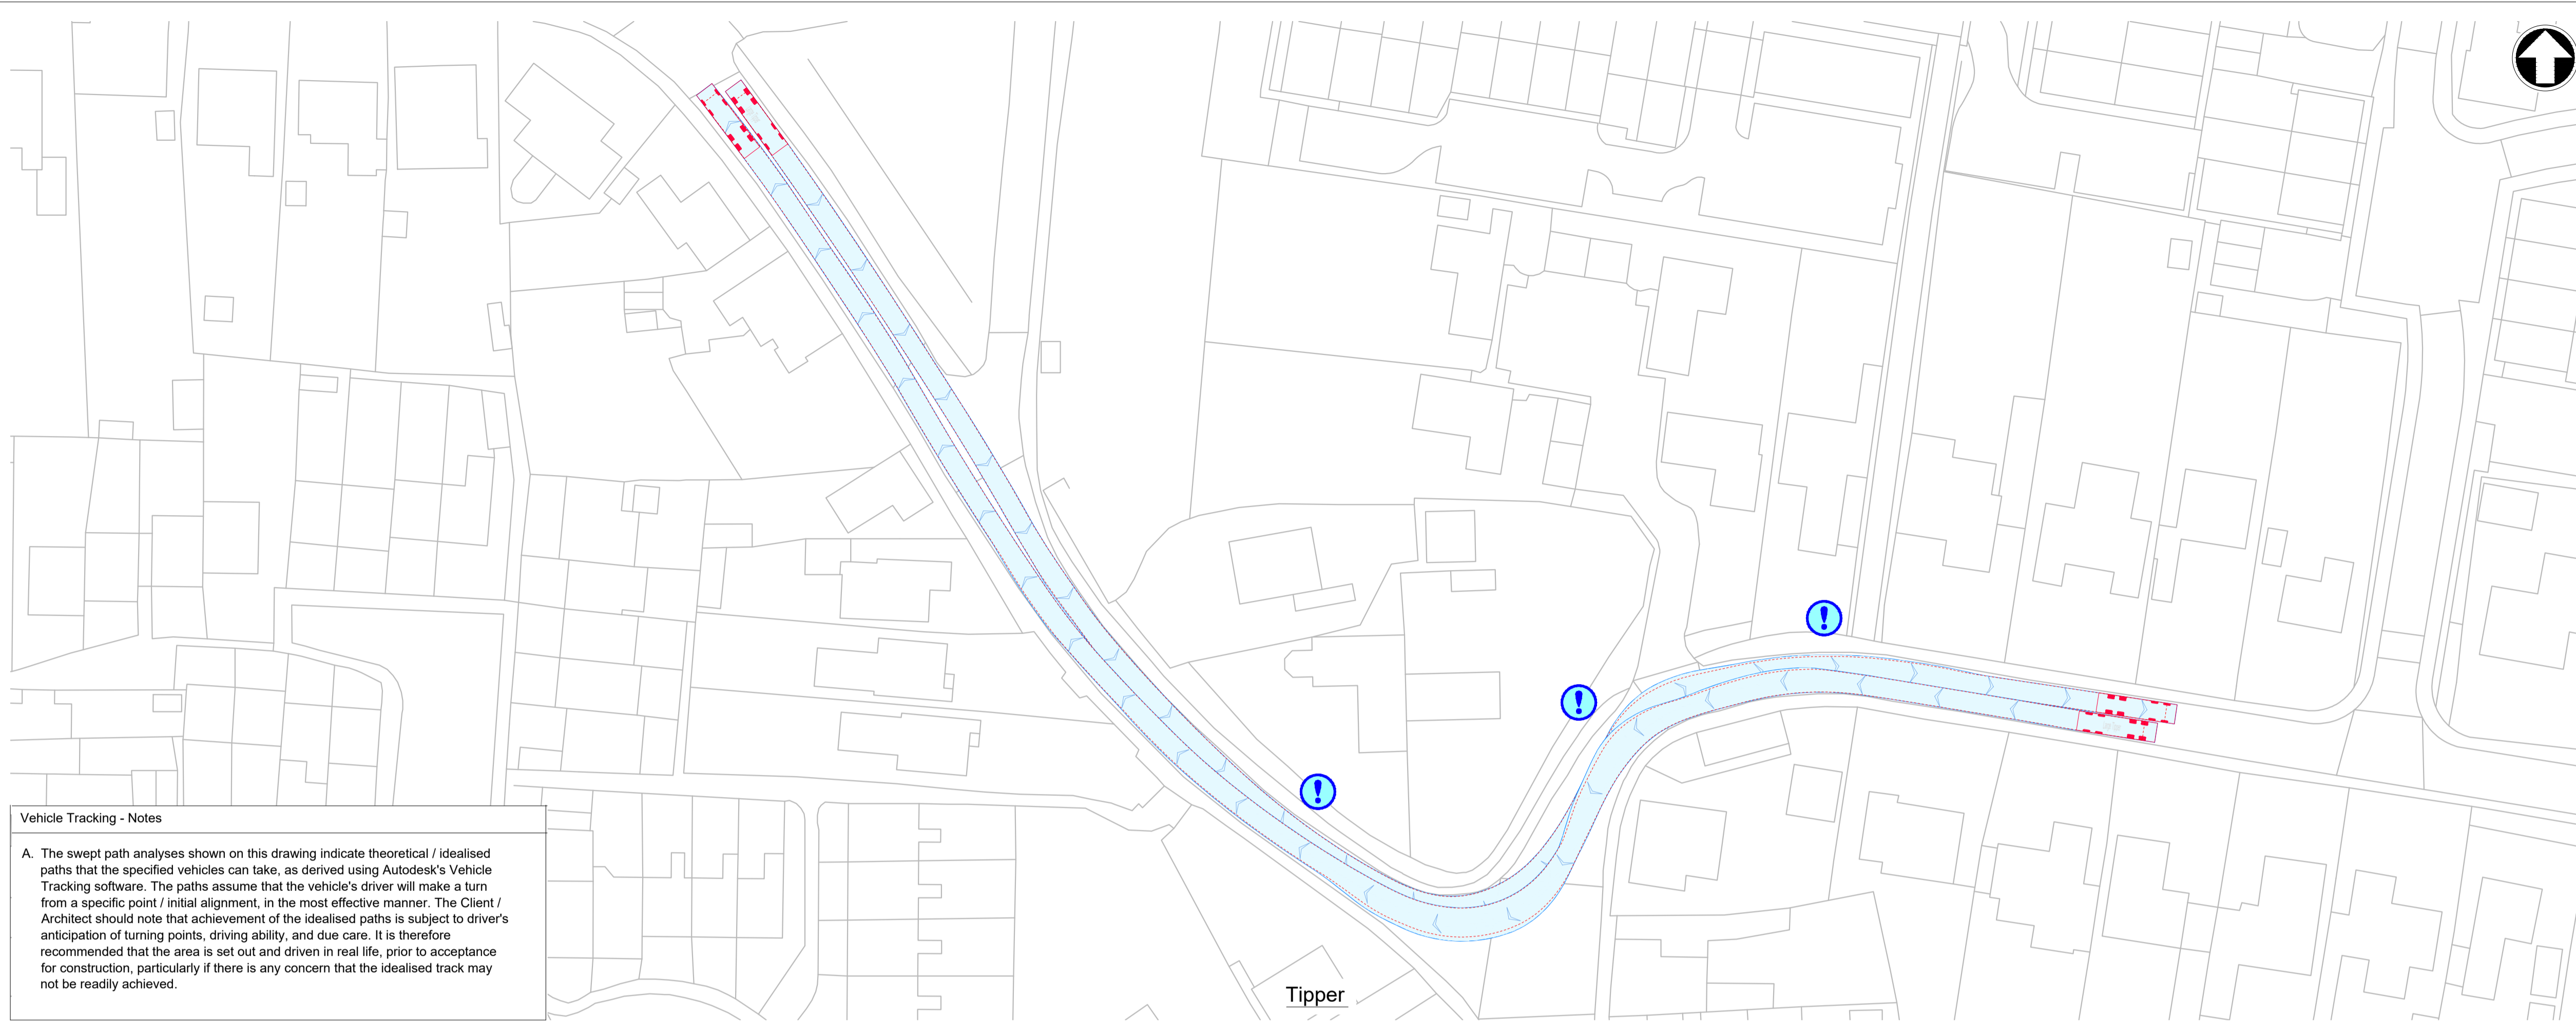 Vehicle Tracking - Notes
A. The swept path analyses shown on this drawing indicate theoretical / idealised
paths that the specified vehicles can take, as derived using Autodesk's Vehicle
Tracking software. The paths assume that the vehicle's driver will make a turn
from a specific point / initial alignment, in the most effective manner. The Client /
Architect should note that achievement of the idealised paths is subject to driver's
anticipation of turning points, driving ability, and due care. It is therefore
recommended that the area is set out and driven in real life, prior to acceptance
for construction, particularly if there is any concern that the idealised track may
not be readily achieved.
!
!
!
Tipper